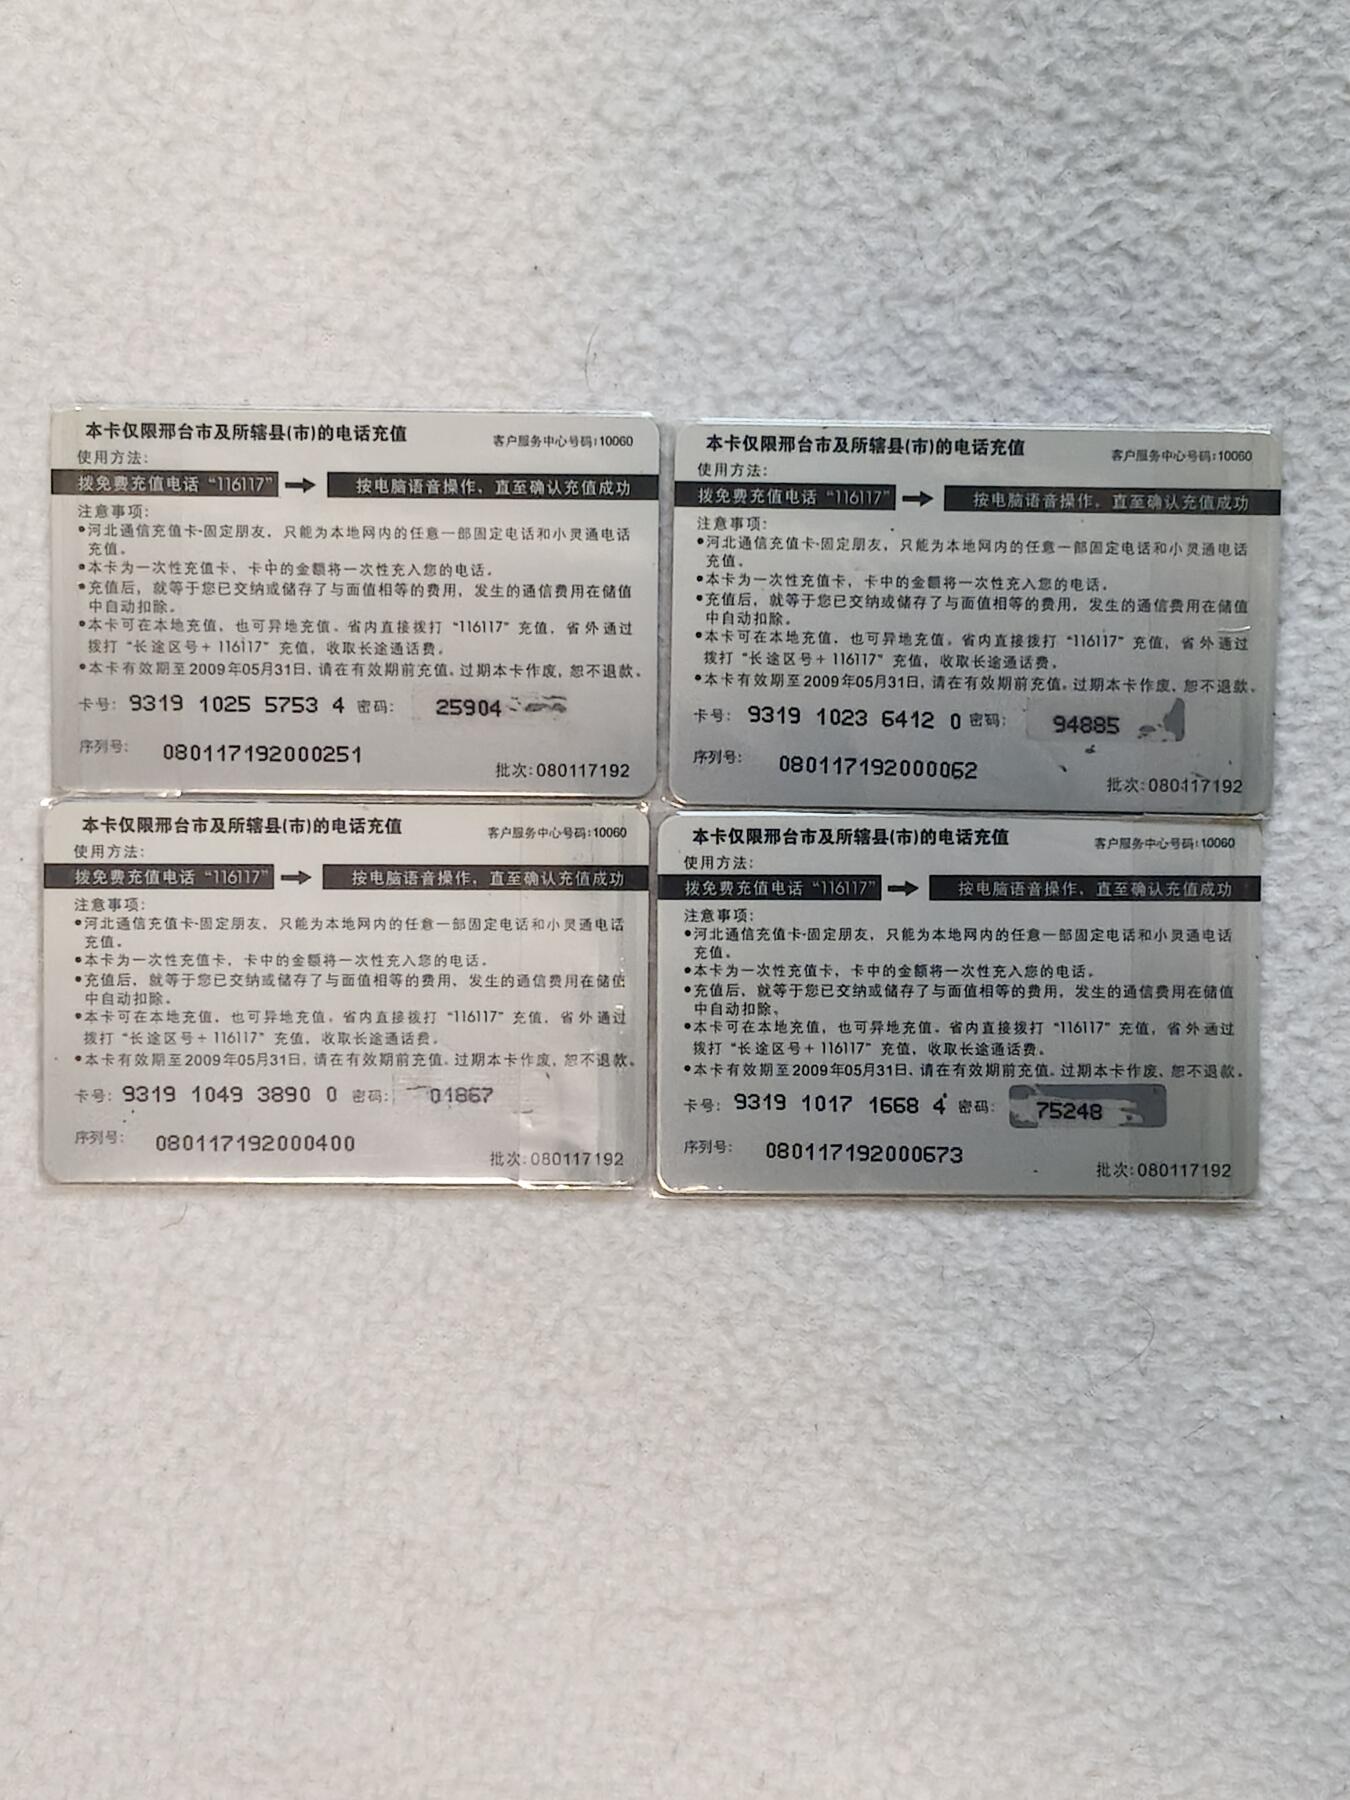 本卡仅限邢台市及所辖县(市)的电话充值 客户服务中心号码:10060
使用方法:
拨免费充值电话“116117” 按电脑语音操作,直至确认充值成功
注意事项:
●河北通信充值卡-固定朋友,只能为本地网内的任意一部固定电话和小灵通电话
充值。
●本卡为一次性充值卡,卡中的金额将一次性充入您的电话。
●充值后,就等于您已交纳或储存了与面值相等的费用,发生的通信费用在储值
中自动扣除。
●本卡可在本地充值,也可异地充值。省内直接拨打“116117”充值,省外通过
拨打“长途区号+116117”充值,收取长途通话费。
●本卡有效期至2009年05月31日,请在有效期前充值。过期本卡作废,恕不退款。
卡号: 9319 1025 5753 4 密码: 25904
序列号: 080117192000251
批次:080117192
本卡仅限邢台市及所辖县(市)的电话充值 客户服务中心号码:10060
使用方法:
拨免费充值电话“116117” 按电脑语音操作,直至确认充值成功
注意事项:
●河北通信充值卡-固定朋友,只能为本地网内的任意一部固定电话和小灵通电话
充值。
●本卡为一次性充值卡,卡中的金额将一次性充入您的电话。
●充值后,就等于您已交纳或储存了与面值相等的费用,发生的通信费用在储值
中自动扣除。
●本卡可在本地充值,也可异地充值。省内直接拨打“116117”充值,省外通过
拨打“长途区号+116117”充值,收取长途通话费。
●本卡有效期至2009年05月31日,请在有效期前充值。过期本卡作废,恕不退款。
卡号: 9319 1023 6412 0 密码: 94885
序列号: 080117192000062
批次:080117192
本卡仅限邢台市及所辖县(市)的电话充值 客户服务中心号码:10060
使用方法:
拨免费充值电话“116117” 按电脑语音操作,直至确认充值成功
注意事项:
●河北通信充值卡-固定朋友,只能为本地网内的任意一部固定电话和小灵通电话
充值。
●本卡为一次性充值卡,卡中的金额将一次性充入您的电话。
●充值后,就等于您已交纳或储存了与面值相等的费用,发生的通信费用在储值
中自动扣除。
●本卡可在本地充值,也可异地充值。省内直接拨打“116117”充值,省外通过
拨打“长途区号+116117”充值,收取长途通话费。
●本卡有效期至2009年05月31日,请在有效期前充值。过期本卡作废,恕不退款。
卡号: 9319 1049 3890 0 密码: 01867
序列号: 080117192000400
批次:080117192
本卡仅限邢台市及所辖县(市)的电话充值 客户服务中心号码:10060
使用方法:
拨免费充值电话“116117” 按电脑语音操作,直至确认充值成功
注意事项:
●河北通信充值卡-固定朋友,只能为本地网内的任意一部固定电话和小灵通电话
充值。
●本卡为一次性充值卡,卡中的金额将一次性充入您的电话。
●充值后,就等于您已交纳或储存了与面值相等的费用,发生的通信费用在储值
中自动扣除。
●本卡可在本地充值,也可异地充值。省内直接拨打“116117”充值,省外通过
拨打“长途区号+116117”充值,收取长途通话费。
●本卡有效期至2009年05月31日,请在有效期前充值。过期本卡作废,恕不退款。
卡号: 9319 1017 1668 4 密码: 75248
序列号: 080117192000673
批次:080117192